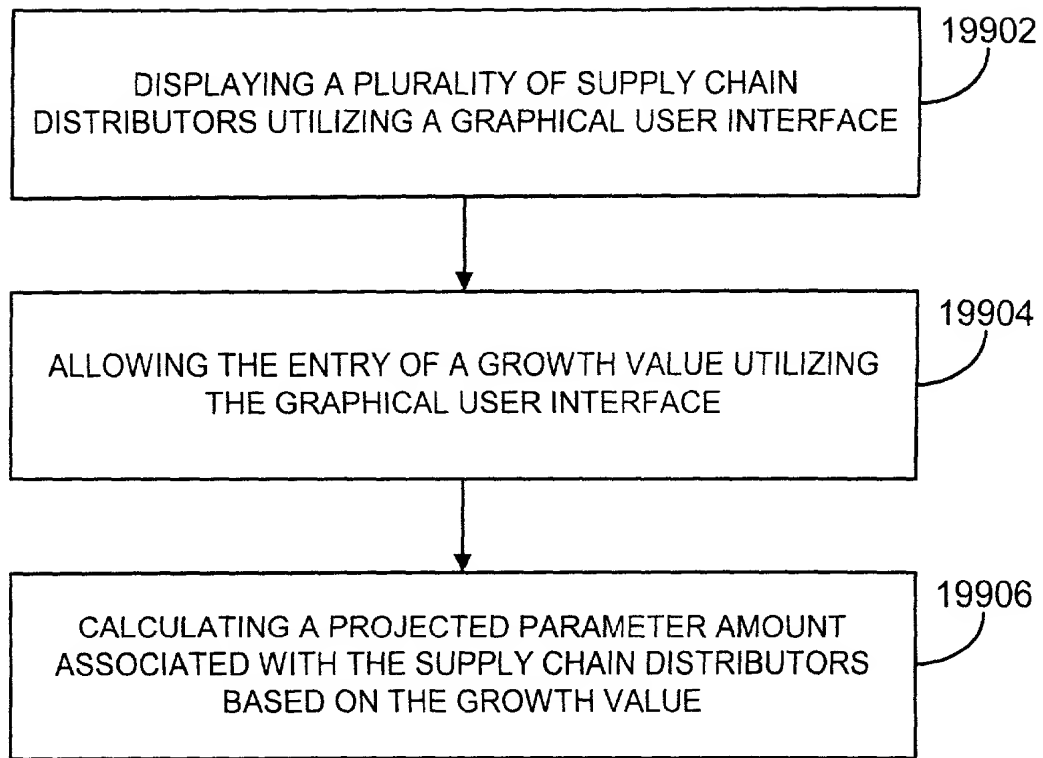 19902
DISPLAYING A PLURALITY OF SUPPLY CHAIN
DISTRIBUTORS UTILIZING A GRAPHICAL USER INTERFACE
19904
ALLOWING THE ENTRY OF A GROWTH VALUE UTILIZING
THE GRAPHICAL USER INTERFACE
19906
CALCULATING A PROJECTED PARAMETER AMOUNT
ASSOCIATED WITH THE SUPPLY CHAIN DISTRIBUTORS
BASED ON THE GROWTH VALUE